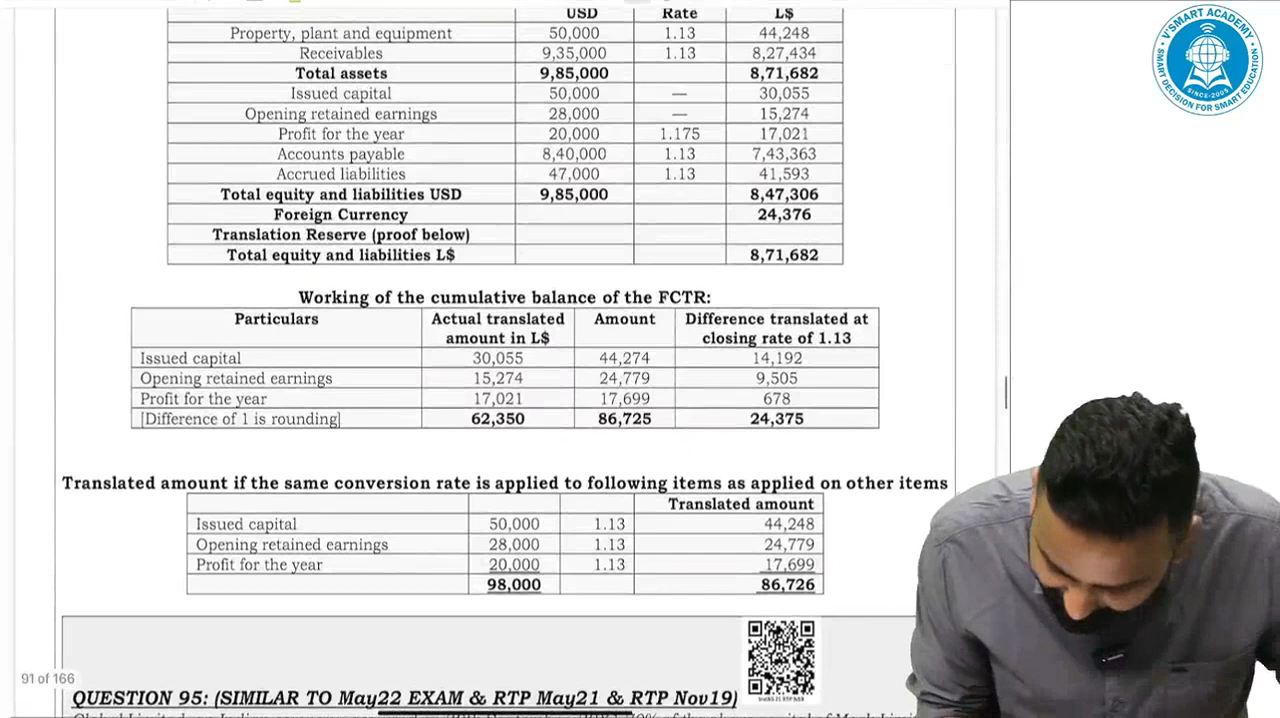 USD Rate L$
Property, plant and equipment 50,000 1.13 44,248
Receivables 9,35,000 1.13 8,27,434
Total assets 9,85,000 8,71,682
Issued capital 50,000 — 30,055
Opening retained earnings 28,000 — 15,274
Profit for the year 20,000 1.175 17,021
Accounts payable 8,40,000 1.13 7,43,363
Accrued liabilities 47,000 1.13 41,593
Total equity and liabilities USD 9,85,000 8,47,306
Foreign Currency 24,376
Translation Reserve (proof below)
Total equity and liabilities L$ 8,71,682
Working of the cumulative balance of the FCTR:
Particulars Actual translated Amount Difference translated at
amount in L$ closing rate of 1.13
Issued capital 30,055 44,274 14,192
Opening retained earnings 15,274 24,779 9,505
Profit for the year 17,021 17,699 678
[Difference of 1 is rounding] 62,350 86,725 24,375
Translated amount if the same conversion rate is applied to following items as applied on other items
Translated amount
Issued capital 50,000 1.13 44,248
Opening retained earnings 28,000 1.13 24,779
Profit for the year 20,000 1.13 17,699
98,000 86,726
91 of 166
QUESTION 95: (SIMILAR TO May22 EXAM & RTP May21 & RTP Nov19)
V'SMART ACADEMY
SINCE-2005
SMART DECISION FOR SMART EDUCATION